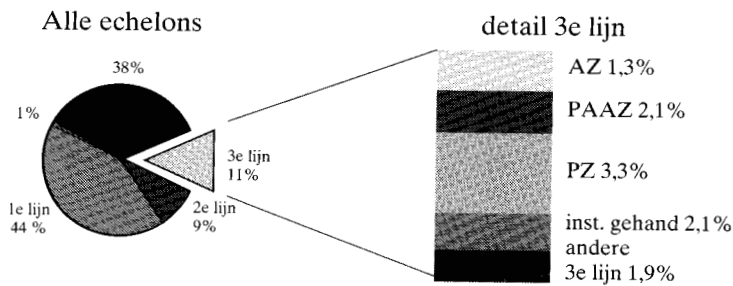 Alle echelons
38%
1%
3e lijn
11%
1e lijn
44 %
2e lijn
9%
detail 3e lijn
AZ 1,3%
PAAZ 2,1%
PZ 3,3%
inst. gehand 2,1%
andere
3e lijn 1,9%